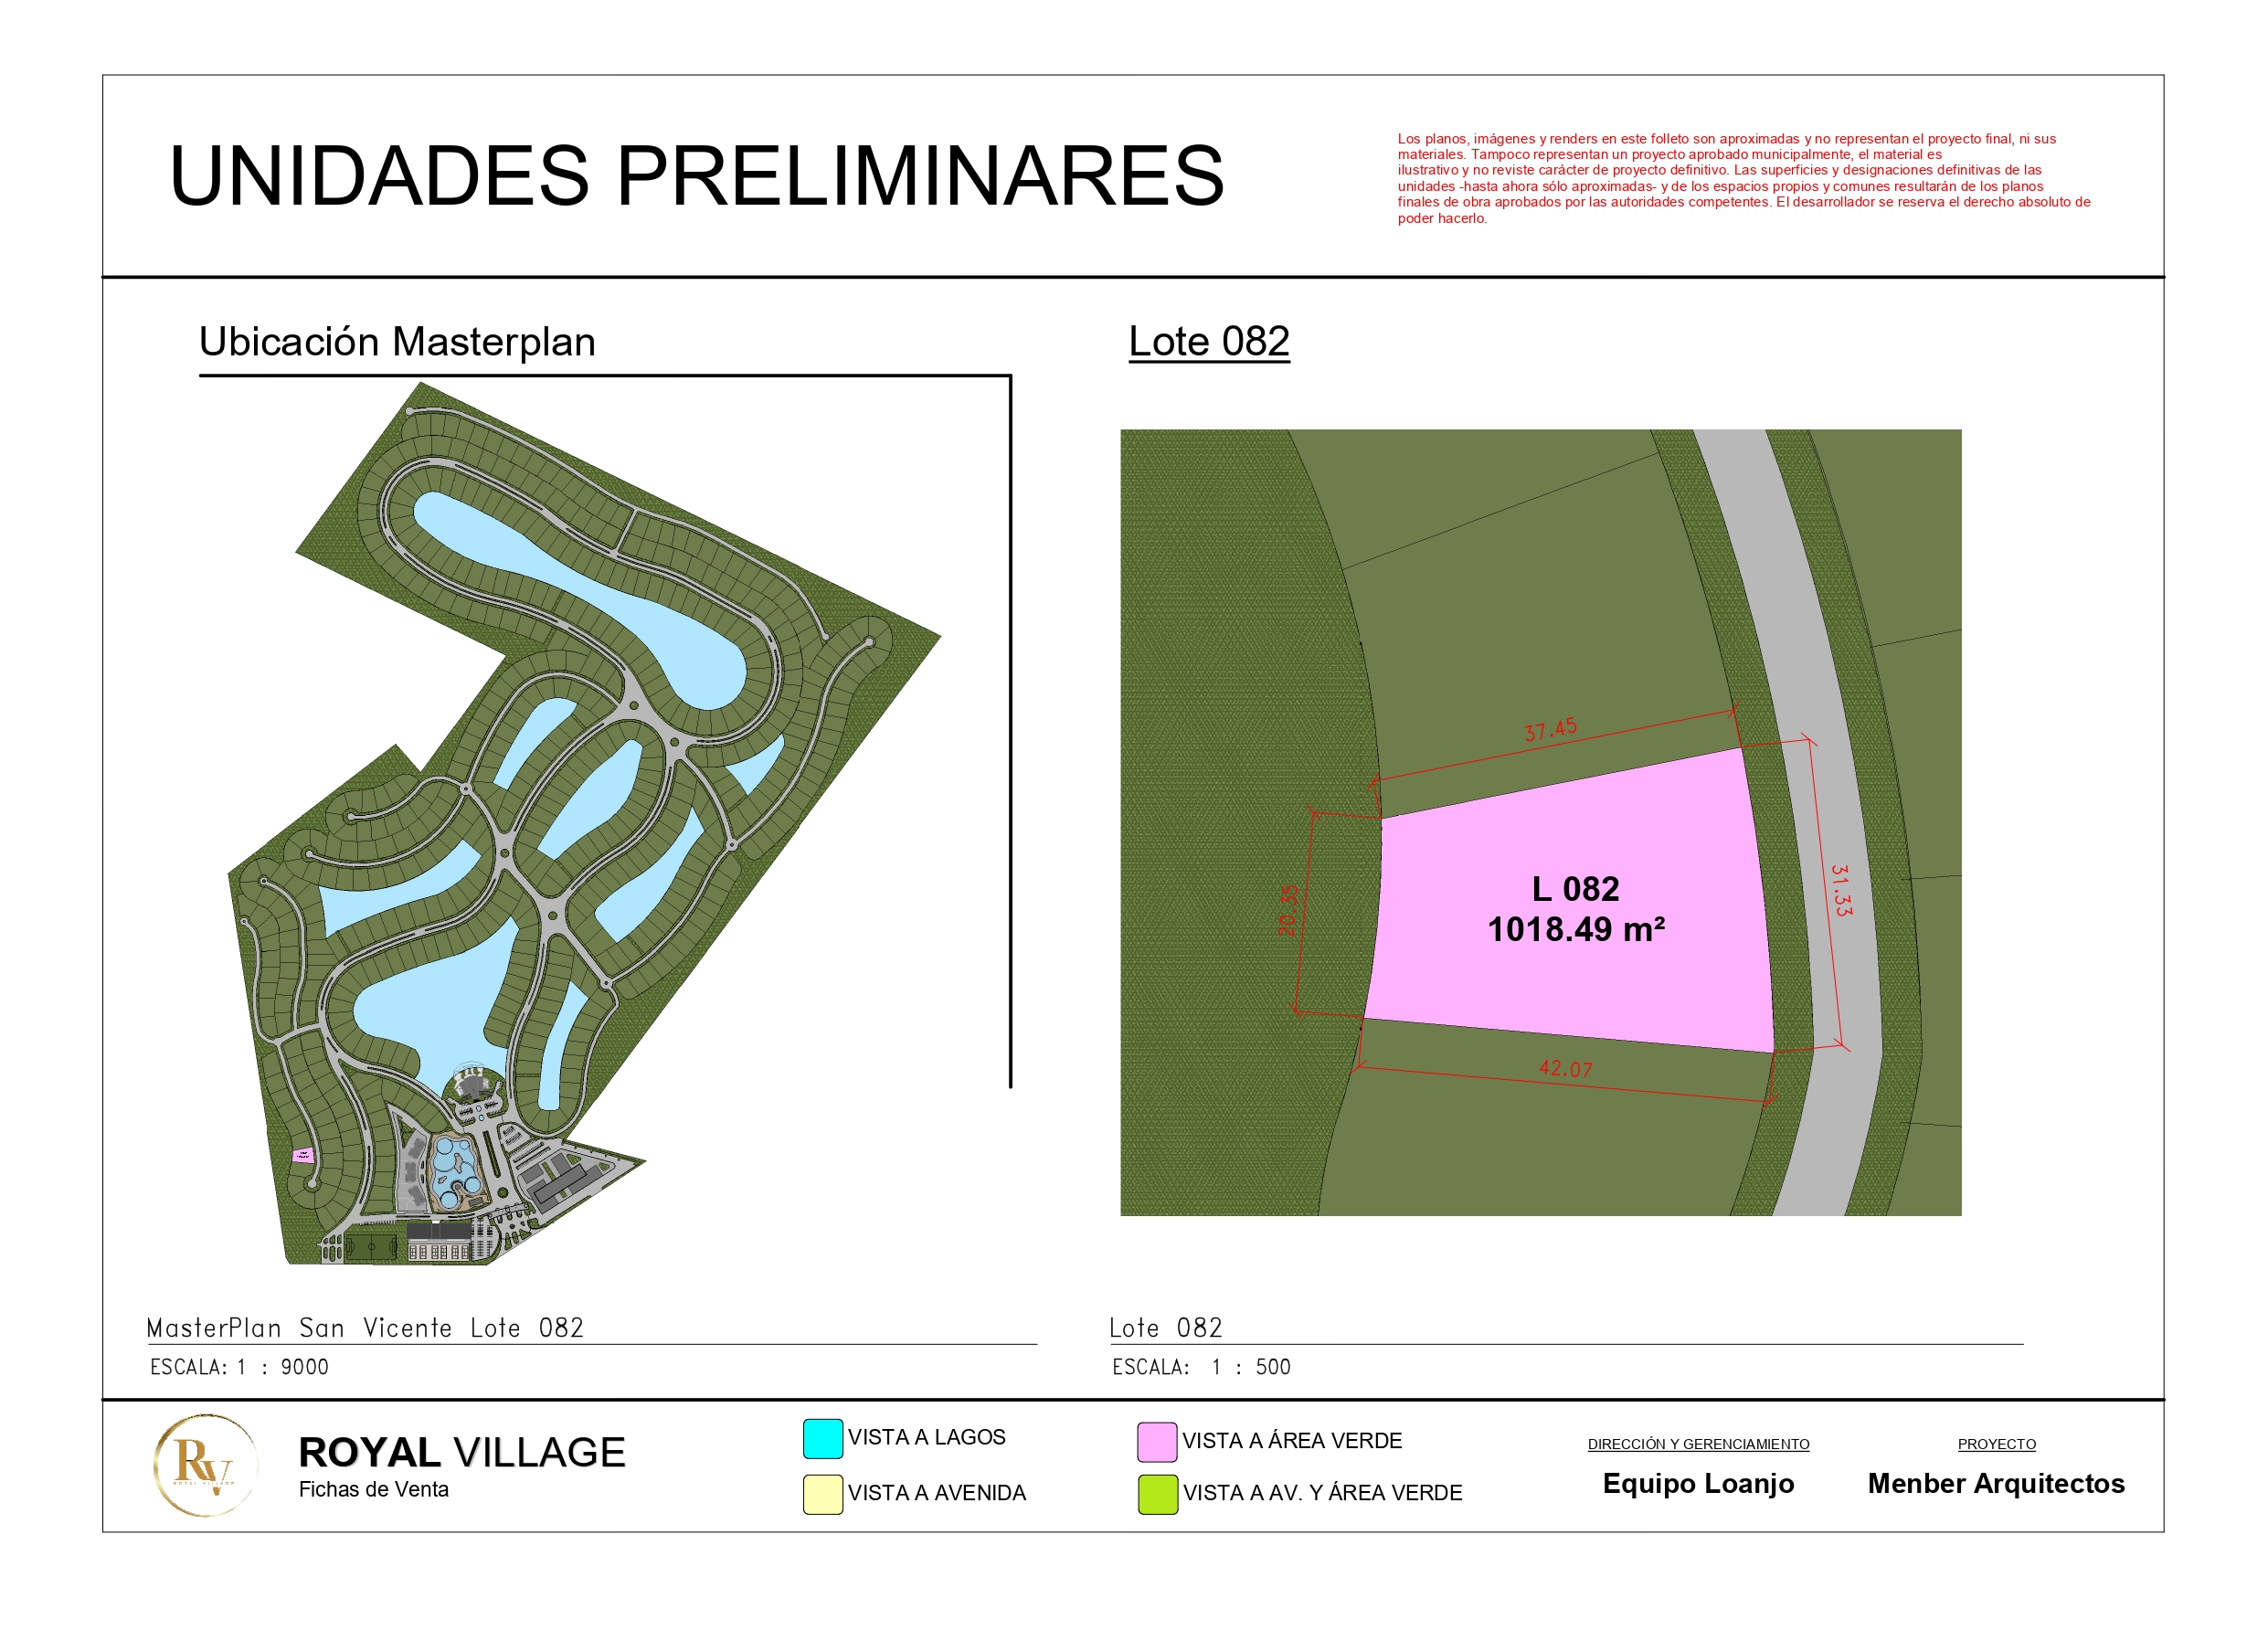 UNIDADES PRELIMINARES
Los planos, imágenes y renders en este folleto son aproximadas y no representan el proyecto final, ni sus
materiales. Tampoco representan un proyecto aprobado municipalmente, el material es
ilustrativo y no reviste carácter de proyecto definitivo. Las superficies y designaciones definitivas de las
unidades -hasta ahora sólo aproximadas- y de los espacios propios y comunes resultarán de los planos
finales de obra aprobados por las autoridades competentes. El desarrollador se reserva el derecho absoluto de
poder hacerlo.
Ubicación Masterplan
Lote 082
37.45
31.33
20.35
L 082
1018.49 m²
42.07
MasterPlan San Vicente Lote 082
ESCALA: 1 : 9000
Lote 082
ESCALA: 1 : 500
RV
ROYAL VILLAGE
ROYAL VILLAGE
Fichas de Venta
VISTA A LAGOS
VISTA A AVENIDA
VISTA A ÁREA VERDE
VISTA A AV. Y ÁREA VERDE
DIRECCIÓN Y GERENCIAMIENTO
Equipo Loanjo
PROYECTO
Menber Arquitectos